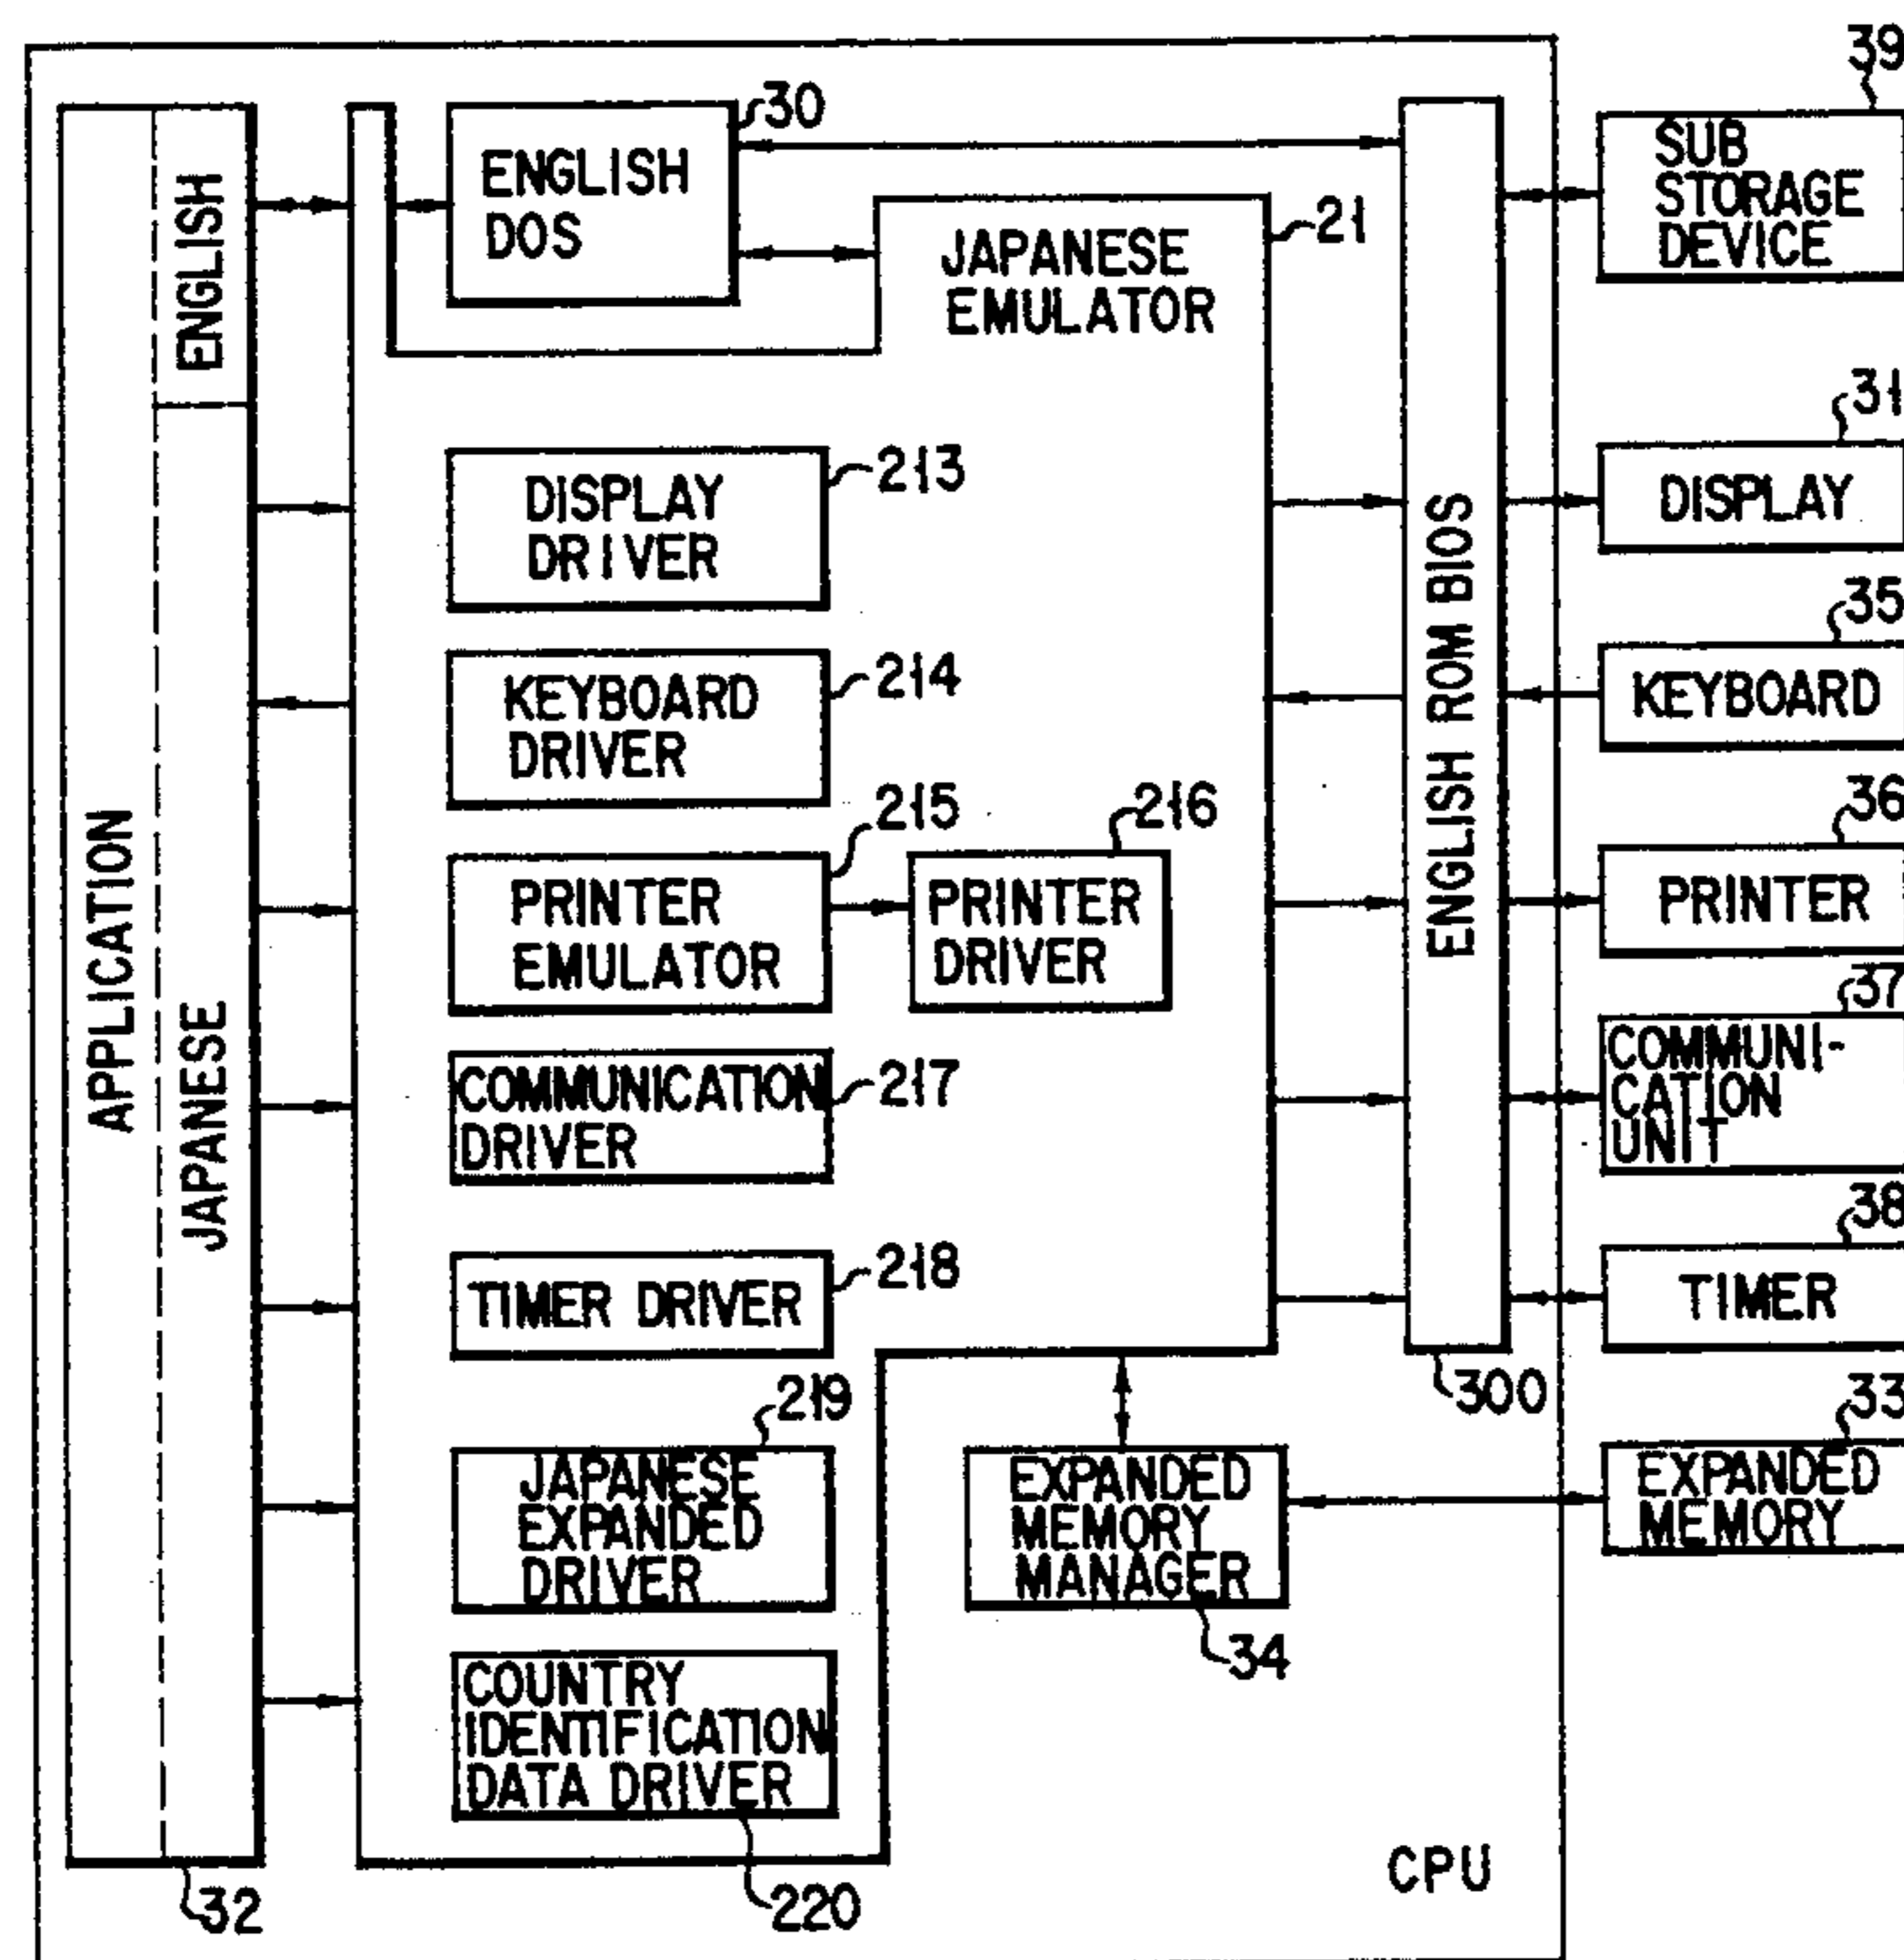 39
30
SUB
STORAGE
DEVICE
ENGLISH
DOS
21
ENGLISH
JAPANESE
EMULATOR
31
213
DISPLAY
DRIVER
DISPLAY
35
214
KEYBOARD
DRIVER
KEYBOARD
215
216
36
PRINTER
EMULATOR
PRINTER
DRIVER
PRINTER
ENGLISH ROM BIOS
APPLICATION
JAPANESE
37
217
COMMUNICATION
DRIVER
COMMUNI-
CATION
UNIT
38
218
TIMER DRIVER
TIMER
300
33
219
JAPANESE
EXPANDED
DRIVER
EXPANDED
MEMORY
MANAGER
EXPANDED
MEMORY
34
COUNTRY
IDENTIFICATION
DATA DRIVER
CPU
32
220